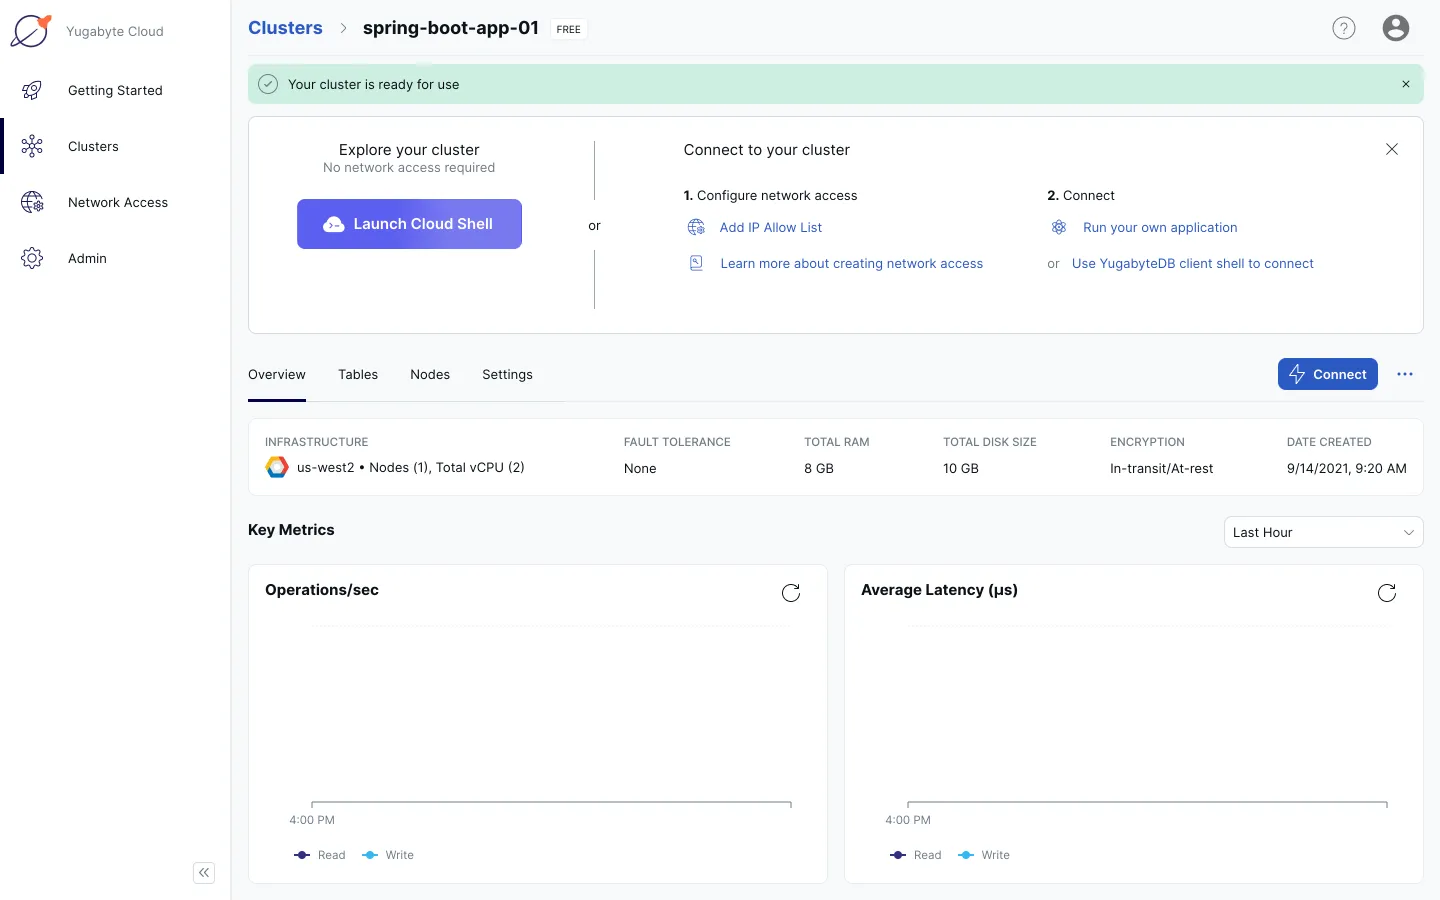 Yugabyte Cloud
Getting Started
Clusters
Network Access
Admin
Clusters
spring-boot-app-01
FREE
?
Your cluster is ready for use
Explore your cluster
No network access required
Launch Cloud Shell
or
Connect to your cluster
1. Configure network access
Add IP Allow List
Learn more about creating network access
2. Connect
Run your own application
or Use YugabyteDB client shell to connect
Overview
Tables
Nodes
Settings
Connect
INFRASTRUCTURE
us-west2 • Nodes (1), Total vCPU (2)
FAULT TOLERANCE
None
TOTAL RAM
8 GB
TOTAL DISK SIZE
10 GB
ENCRYPTION
In-transit/At-rest
DATE CREATED
9/14/2021, 9:20 AM
Key Metrics
Last Hour
Operations/sec
4:00 PM
Read
Write
Average Latency (µs)
4:00 PM
Read
Write